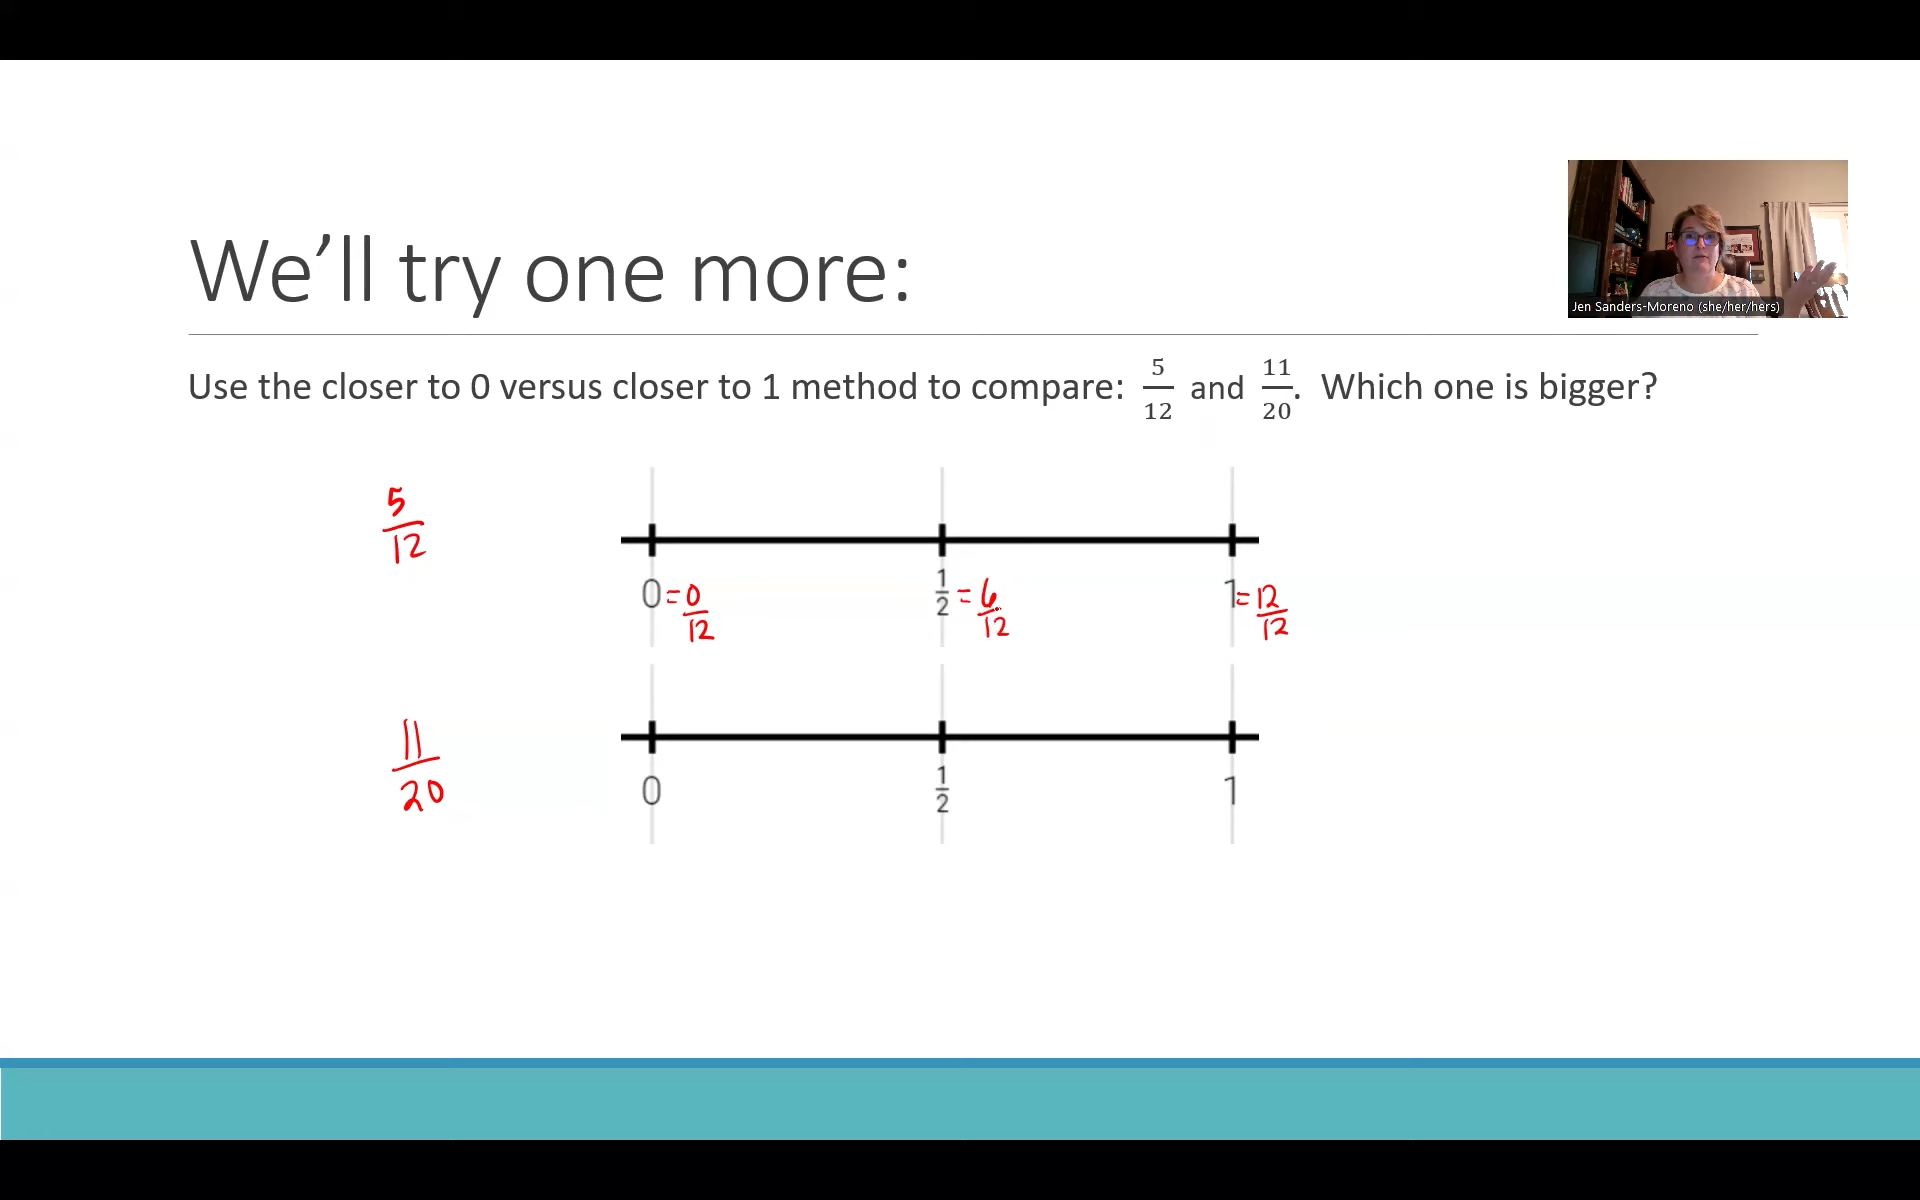 We’ll try one more:
Jen Sanders-Moreno (she/her/hers)
Use the closer to 0 versus closer to 1 method to compare: 5/12 and 11/20. Which one is bigger?
5/12
0 = 0/12 1/2 = 6/12 1 = 12/12
11/20
0 1/2 1